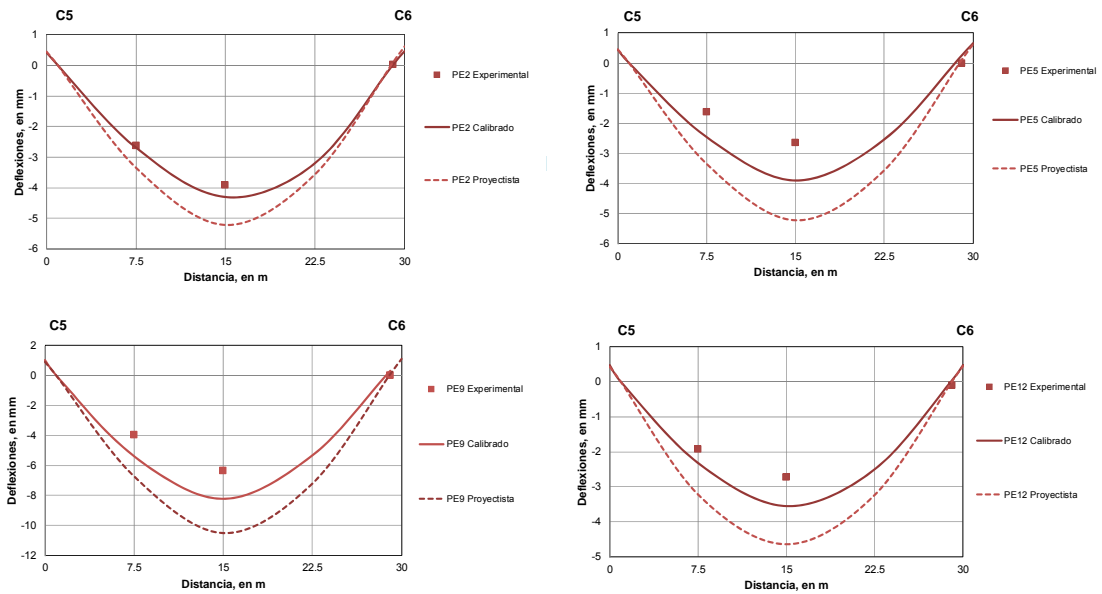 C5 C6
Deflexiones, en mm
1
0
-1
-2
-3
-4
-5
-6
0 7.5 15 22.5 30
Distancia, en m
PE2 Experimental
PE2 Calibrado
PE2 Proyectista
C5 C6
Deflexiones, en mm
1
0
-1
-2
-3
-4
-5
-6
0 7.5 15 22.5 30
Distancia, en m
PE5 Experimental
PE5 Calibrado
PE5 Proyectista
C5 C6
Deflexiones, en mm
2
0
-2
-4
-6
-8
-10
-12
0 7.5 15 22.5 30
Distancia, en m
PE9 Experimental
PE9 Calibrado
PE9 Proyectista
C5 C6
Deflexiones, en mm
1
0
-1
-2
-3
-4
-5
0 7.5 15 22.5 30
Distancia, en m
PE12 Experimental
PE12 Calibrado
PE12 Proyectista